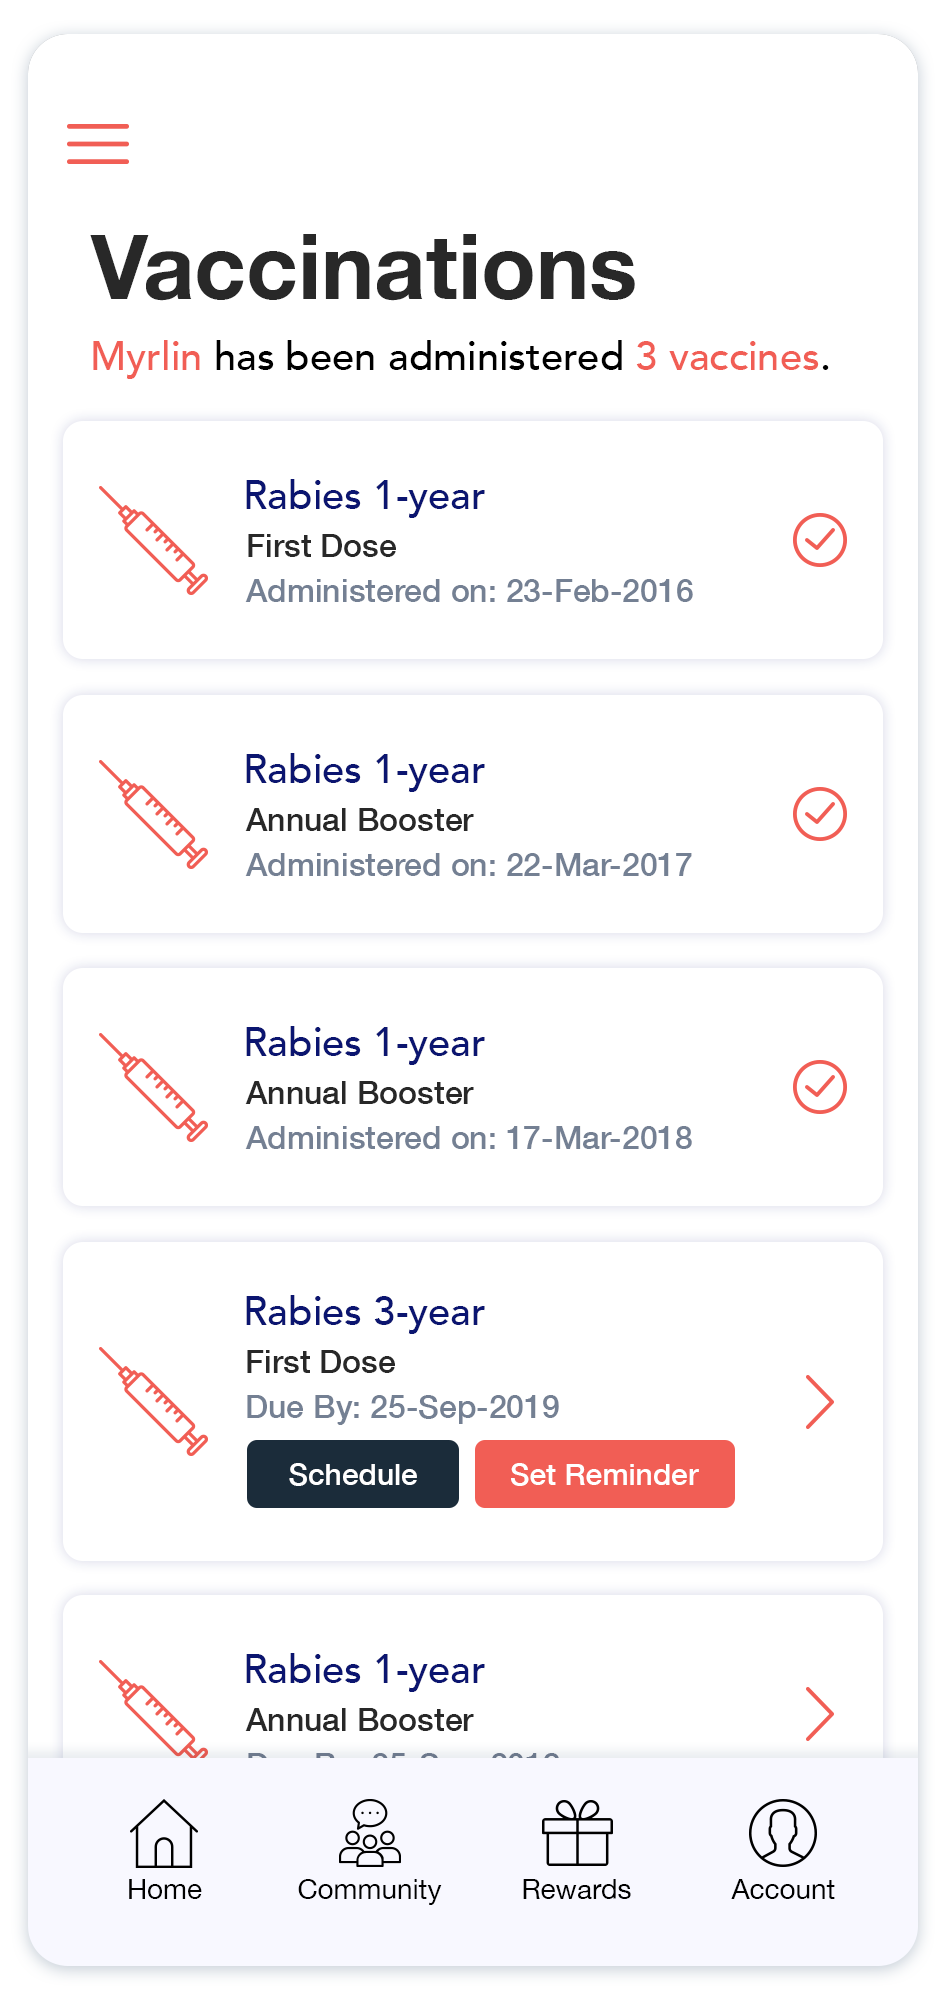 Vaccinations
Myrlin has been administered 3 vaccines.
Rabies 1-year
First Dose
Administered on: 23-Feb-2016
Rabies 1-year
Annual Booster
Administered on: 22-Mar-2017
Rabies 1-year
Annual Booster
Administered on: 17-Mar-2018
Rabies 3-year
First Dose
Due By: 25-Sep-2019
Schedule Set Reminder
Rabies 1-year
Annual Booster
Home Community Rewards Account